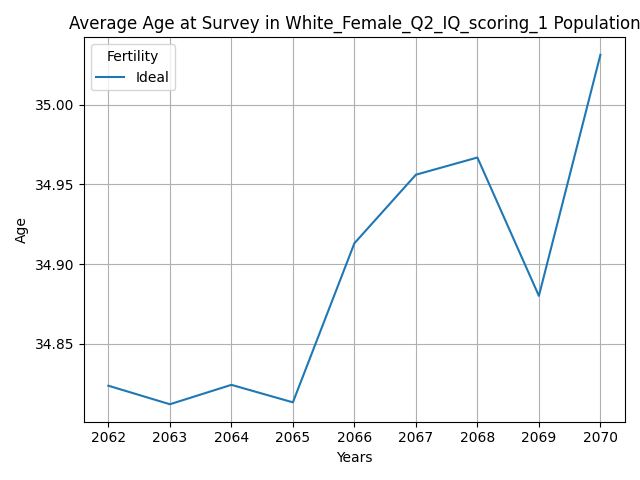 Average Age at Survey in White_Female_Q2_IQ_scoring_1 Population
Fertility
Ideal
35.00
34.95
34.90
34.85
Age
2062 2063 2064 2065 2066 2067 2068 2069 2070
Years